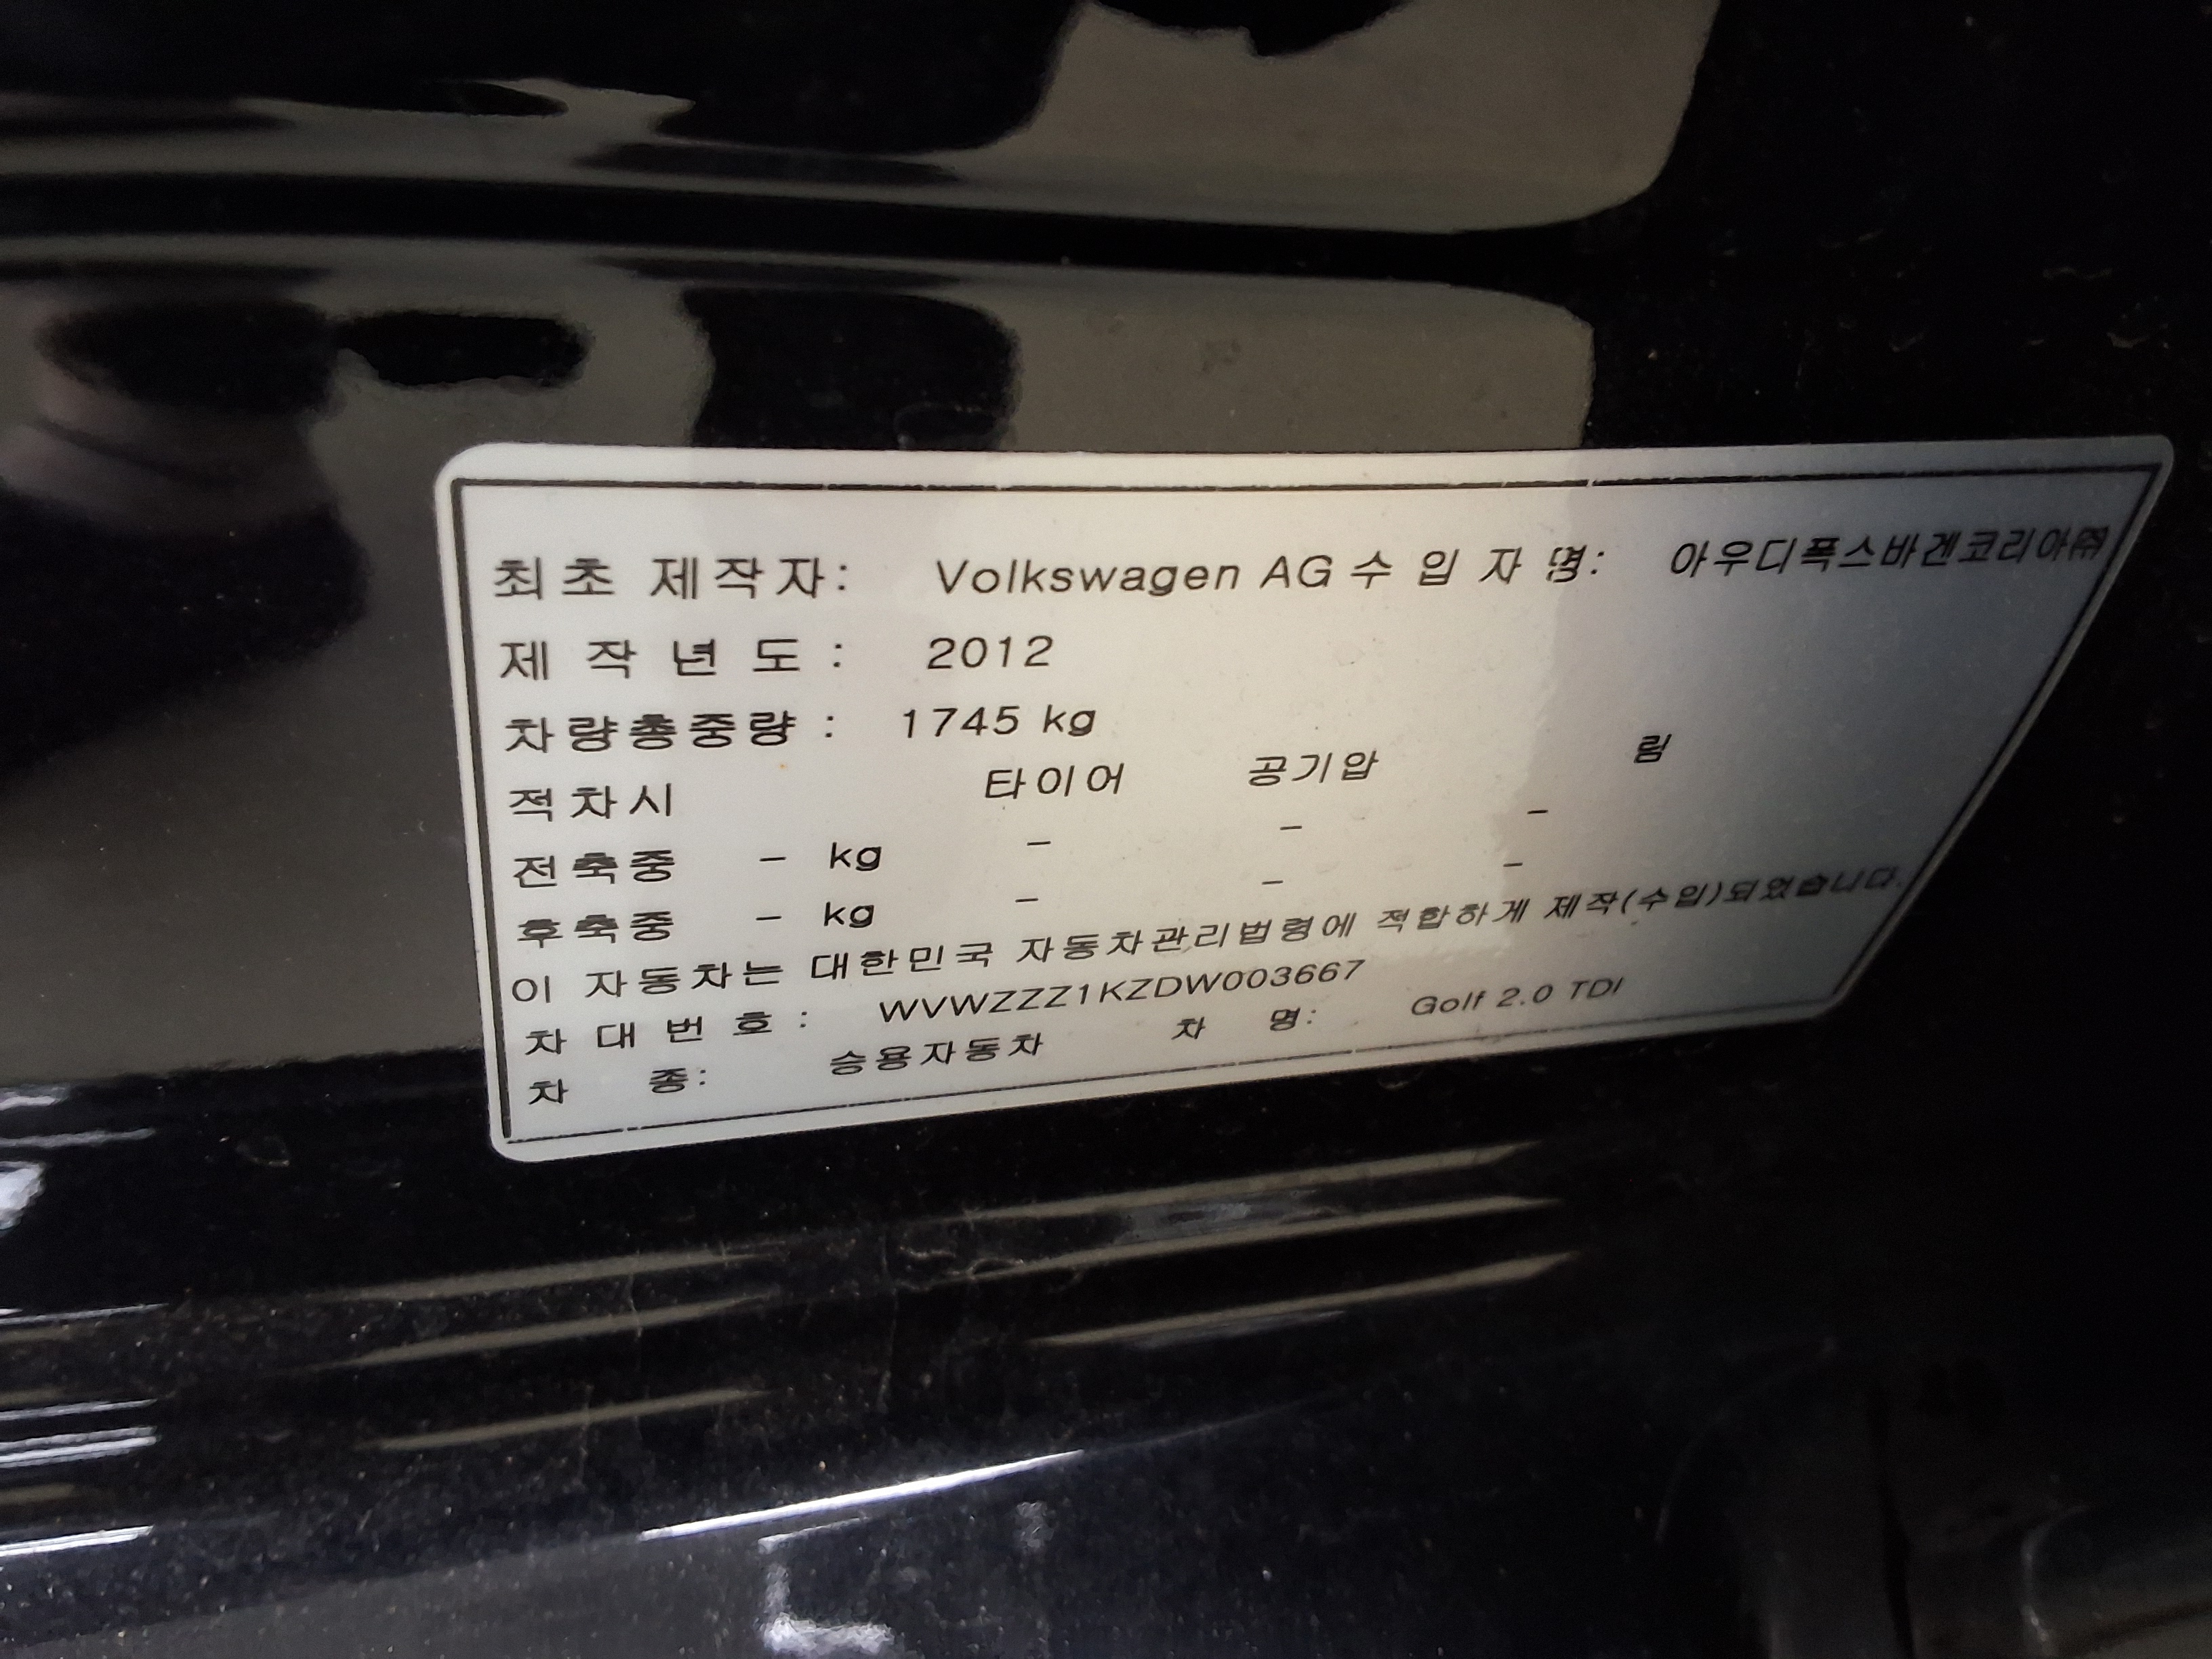 최초 제작자: Volkswagen AG 수 입 자 명: 아우디폭스바겐코리아㈜
제 작 년 도 : 2012
차량총중량 : 1745 kg
적차시 타이어 공기압 림
전축중 - kg - - -
후축중 - kg - - -
이 자동차는 대한민국 자동차관리법령에 적합하게 제작(수입)되었습니다.
차 대 번 호 : WVWZZZ1KZDW003667
차 종: 승용자동차 차 명: Golf 2.0 TDI